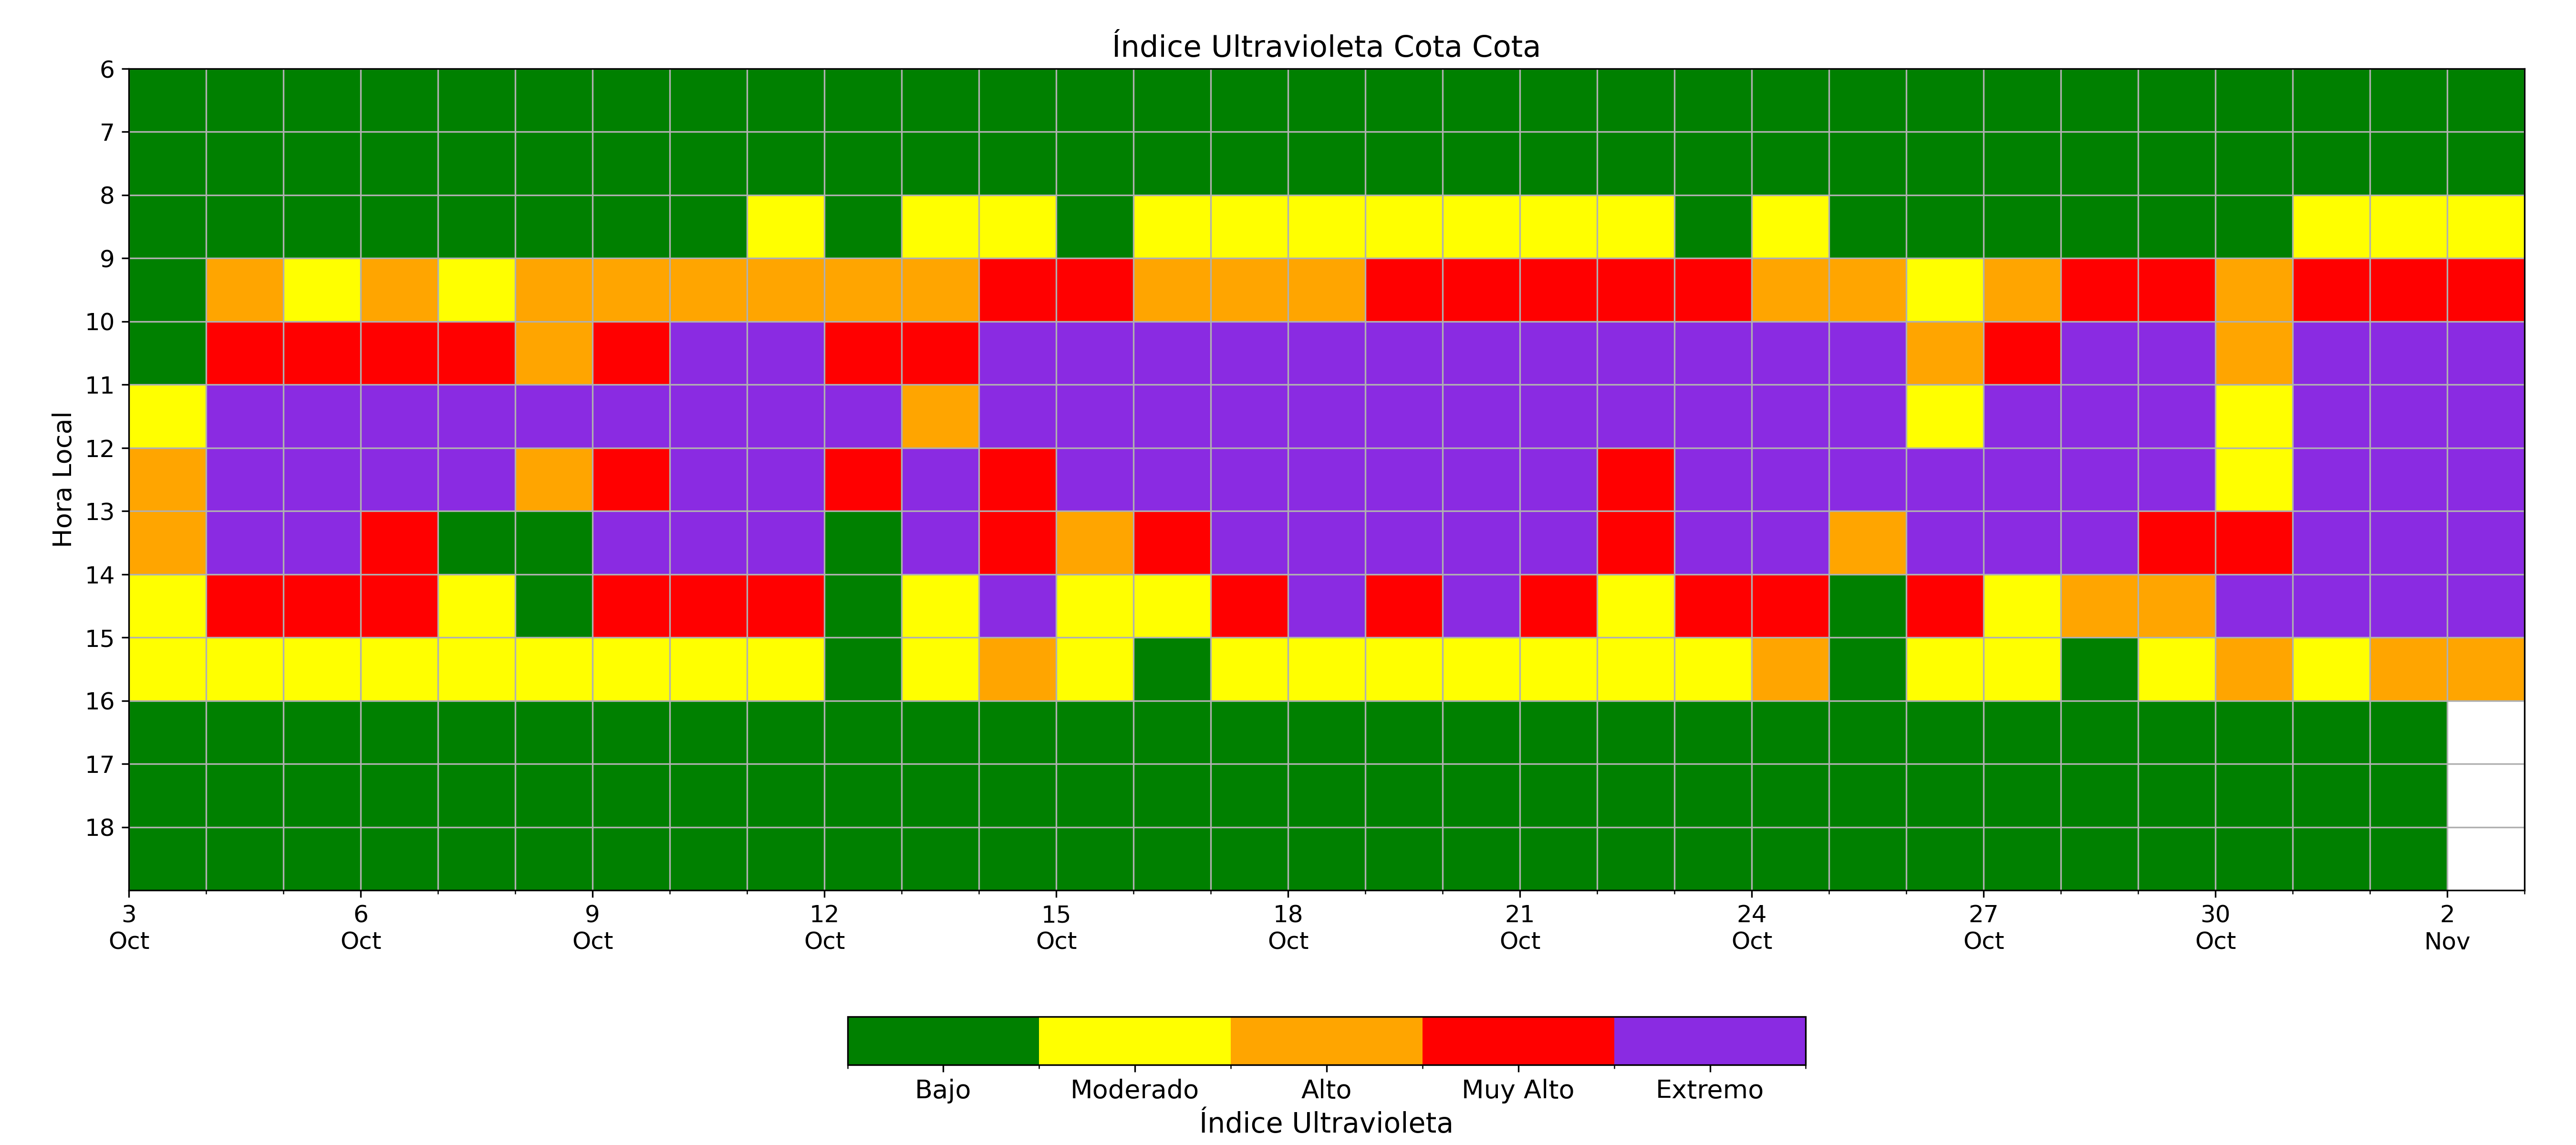 Índice Ultravioleta Cota Cota
Hora Local
6
7
8
9
10
11
12
13
14
15
16
17
18
3 6 9 12 15 18 21 24 27 30 2
Oct Oct Oct Oct Oct Oct Oct Oct Oct Oct Nov
Bajo Moderado Alto Muy Alto Extremo
Índice Ultravioleta